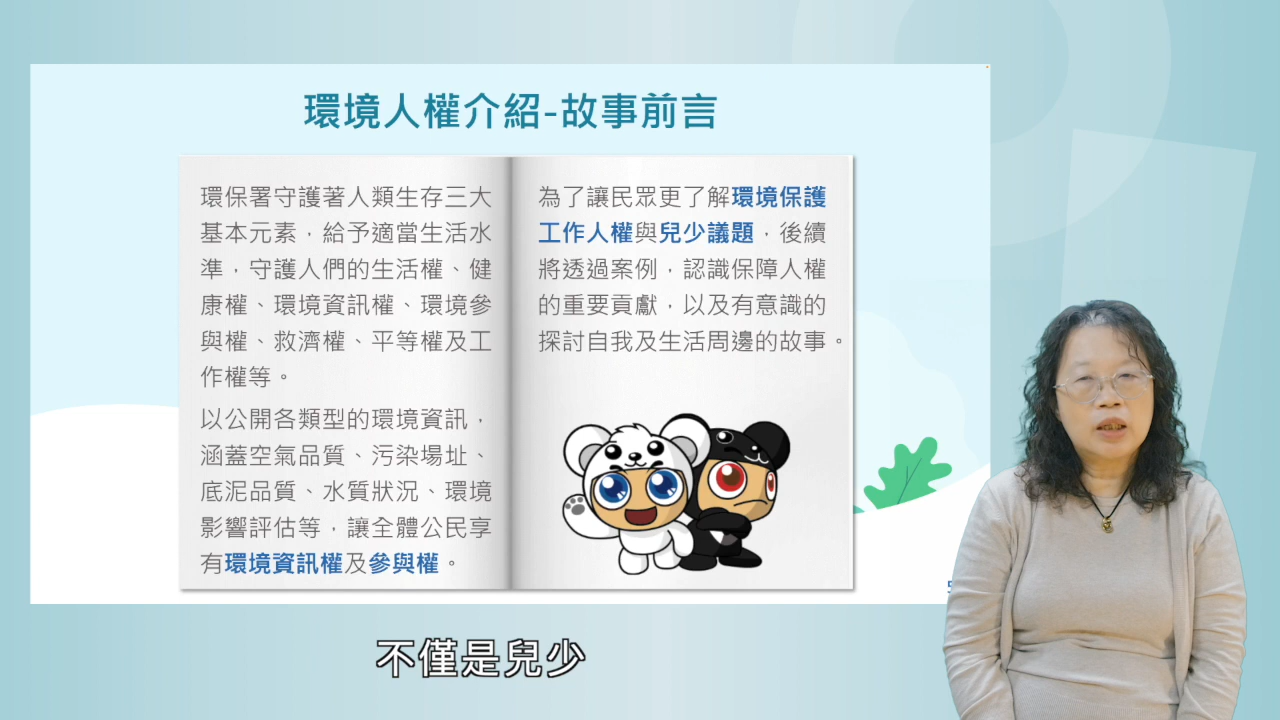 環境人權介紹-故事前言
環保署守護著人類生存三大
基本元素，給予適當生活水
準，守護人們的生活權、健
康權、環境資訊權、環境參
與權、救濟權、平等權及工
作權等。
以公開各類型的環境資訊，
涵蓋空氣品質、污染場址、
底泥品質、水質狀況、環境
影響評估等，讓全體公民享
有環境資訊權及參與權。
為了讓民眾更了解環境保護
工作人權與兒少議題，後續
將透過案例，認識保障人權
的重要貢獻，以及有意識的
探討自我及生活周邊的故事。
不僅是兒少